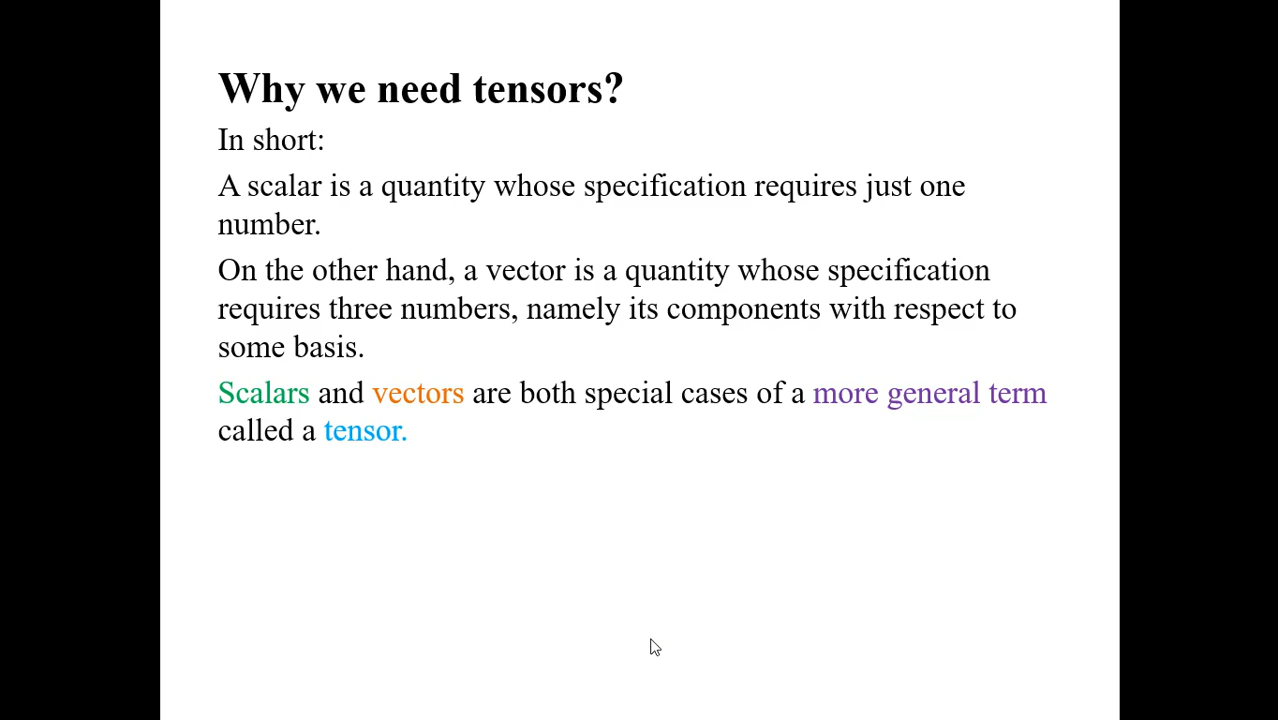 Why we need tensors?
In short:
A scalar is a quantity whose specification requires just one
number.
On the other hand, a vector is a quantity whose specification
requires three numbers, namely its components with respect to
some basis.
Scalars and vectors are both special cases of a more general term
called a tensor.